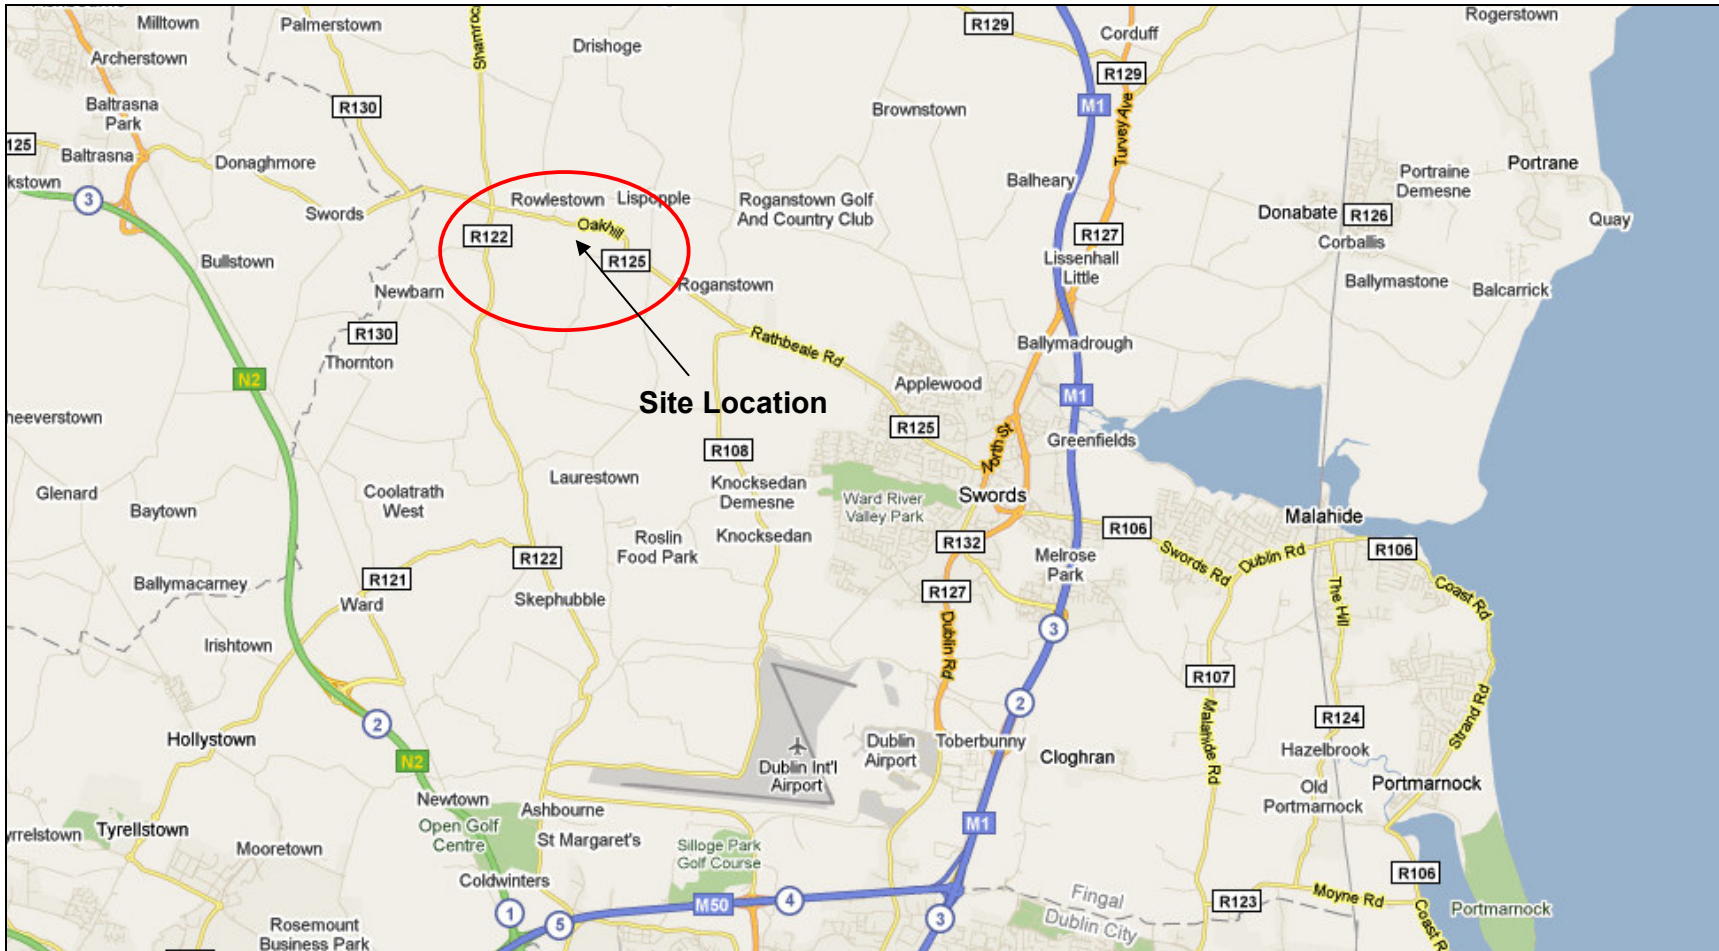 Milltown
Palmerstown
Archerstown
Drishoge
R129
Corduff
Rogerstown
R129
Baltrasna
Park
R130
Brownstown
M1
Turvey Ave
125
Baltrasna
Donaghmore
3
Swords
Rowlestown
Lispopple
Roganstown Golf
And Country Club
Balheary
Portraine
Demesne
Portrane
Donabate
R126
Quay
Corballis
R122
Oakhill
R125
R127
Lissenhall
Little
Ballymastone
Balcarrick
Bullstown
Newbarn
Roganstown
R130
Thornton
Rathbeale Rd
Ballymadrough
N2
Applewood
M1
Site Location
R125
North St
Greenfields
R108
Glenard
Baytown
Coolatrath
West
Laurestown
Knocksedan
Demesne
Knocksedan
Ward River
Valley Park
Swords
Malahide
Roslin
Food Park
R106
R132
Melrose
Park
Swords Rd
Dublin Rd
R106
R122
R121
Ballymacarney
Ward
Skephubble
R127
The Hill
Coast Rd
Irishtown
Dublin Rd
3
R107
2
2
R124
Malahide Rd
Strand Rd
Hollystown
N2
Dublin Int'l
Airport
Dublin
Airport
Toberbunny
Cloghran
Hazelbrook
Old
Portmarnock
Portmarnock
Newtown
Ashbourne
Open Golf
Centre
St Margaret's
M1
Tyrellstown
Mooretown
Silloge Park
Golf Course
Coldwinters
R106
M50
4
R123
Moyne Rd
Fingal
Dublin City
Portmarnock
1
5
3
Rosemount
Business Park